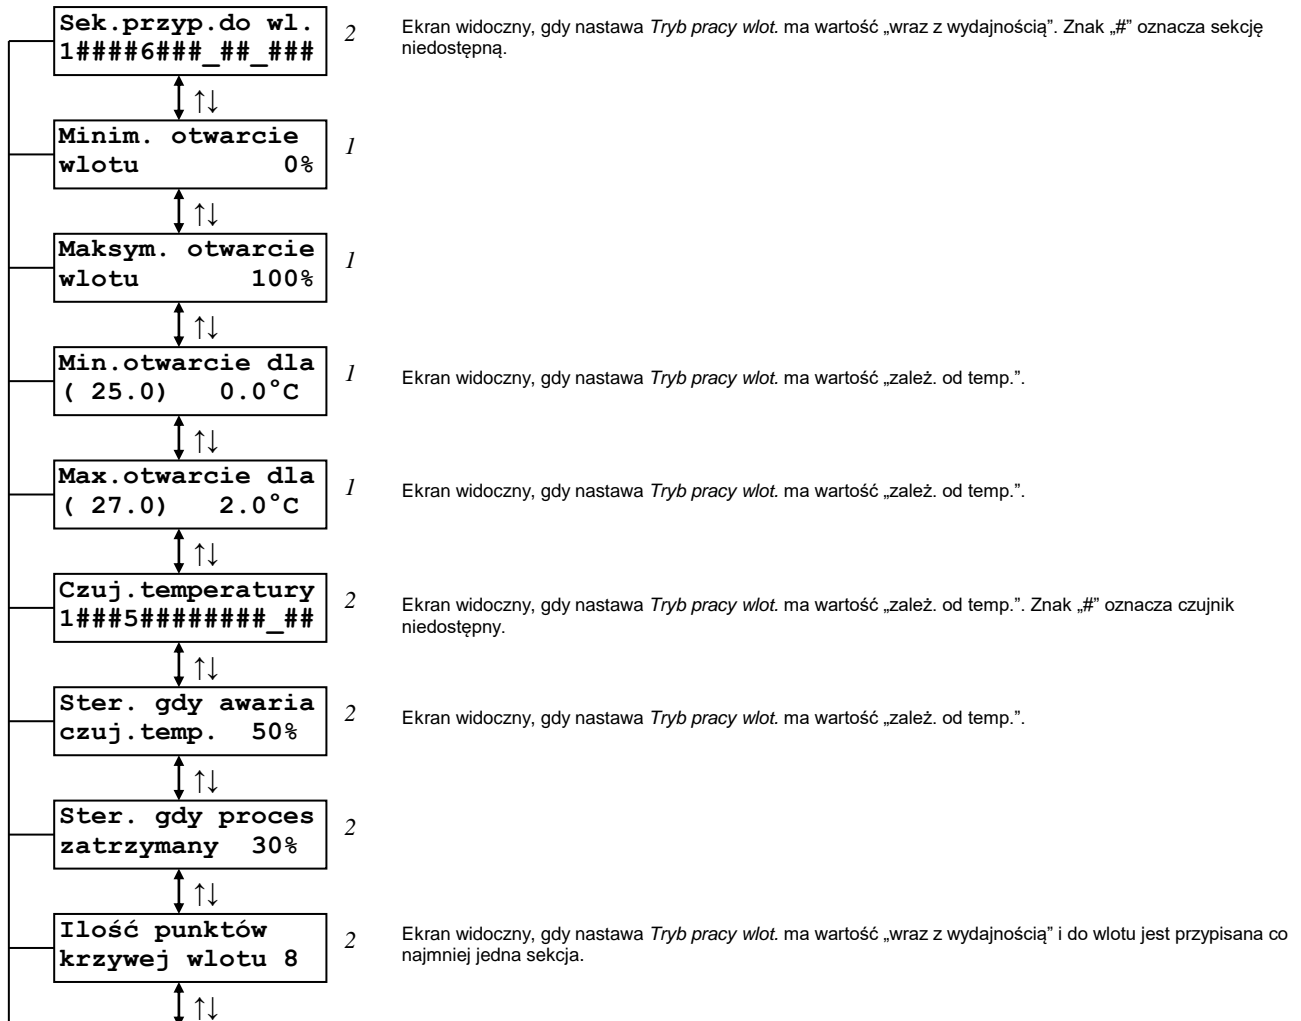 Sek.przyp.do wl.
1####6###_##_###
2
Ekran widoczny, gdy nastawa Tryb pracy wlot. ma wartość „wraz z wydajnością”. Znak „#” oznacza sekcję
niedostępną.
↑↓
Minim. otwarcie
wlotu 0%
1
↑↓
Maksym. otwarcie
wlotu 100%
1
↑↓
Min.otwarcie dla
( 25.0) 0.0°C
1
Ekran widoczny, gdy nastawa Tryb pracy wlot. ma wartość „zależ. od temp.”.
↑↓
Max.otwarcie dla
( 27.0) 2.0°C
1
Ekran widoczny, gdy nastawa Tryb pracy wlot. ma wartość „zależ. od temp.”.
↑↓
Czuj.temperatury
1###5########_##
2
Ekran widoczny, gdy nastawa Tryb pracy wlot. ma wartość „zależ. od temp.”. Znak „#” oznacza czujnik
niedostępny.
↑↓
Ster. gdy awaria
czuj.temp. 50%
2
Ekran widoczny, gdy nastawa Tryb pracy wlot. ma wartość „zależ. od temp.”.
↑↓
Ster. gdy proces
zatrzymany 30%
2
↑↓
Ilość punktów
krzywej wlotu 8
2
Ekran widoczny, gdy nastawa Tryb pracy wlot. ma wartość „wraz z wydajnością” i do wlotu jest przypisana co
najmniej jedna sekcja.
↑↓